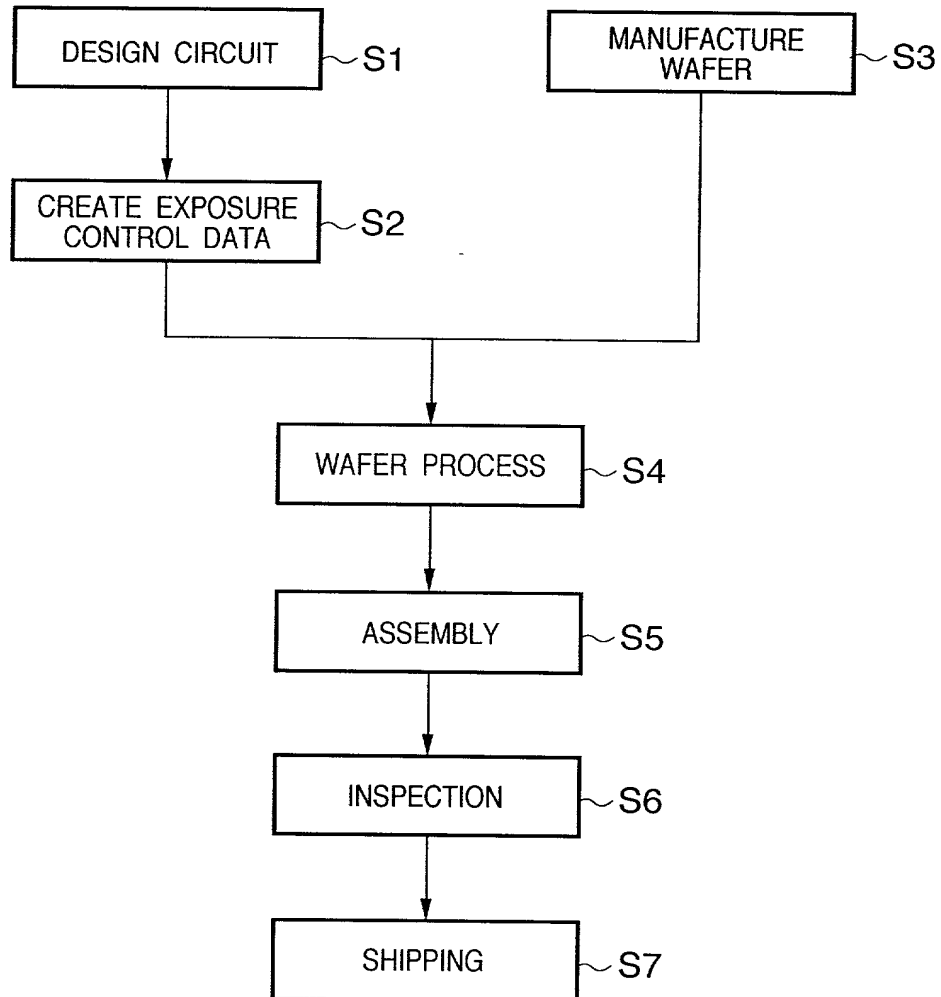 DESIGN CIRCUIT
S1
MANUFACTURE
WAFER
S3
CREATE EXPOSURE
CONTROL DATA
S2
WAFER PROCESS
S4
ASSEMBLY
S5
INSPECTION
S6
SHIPPING
S7